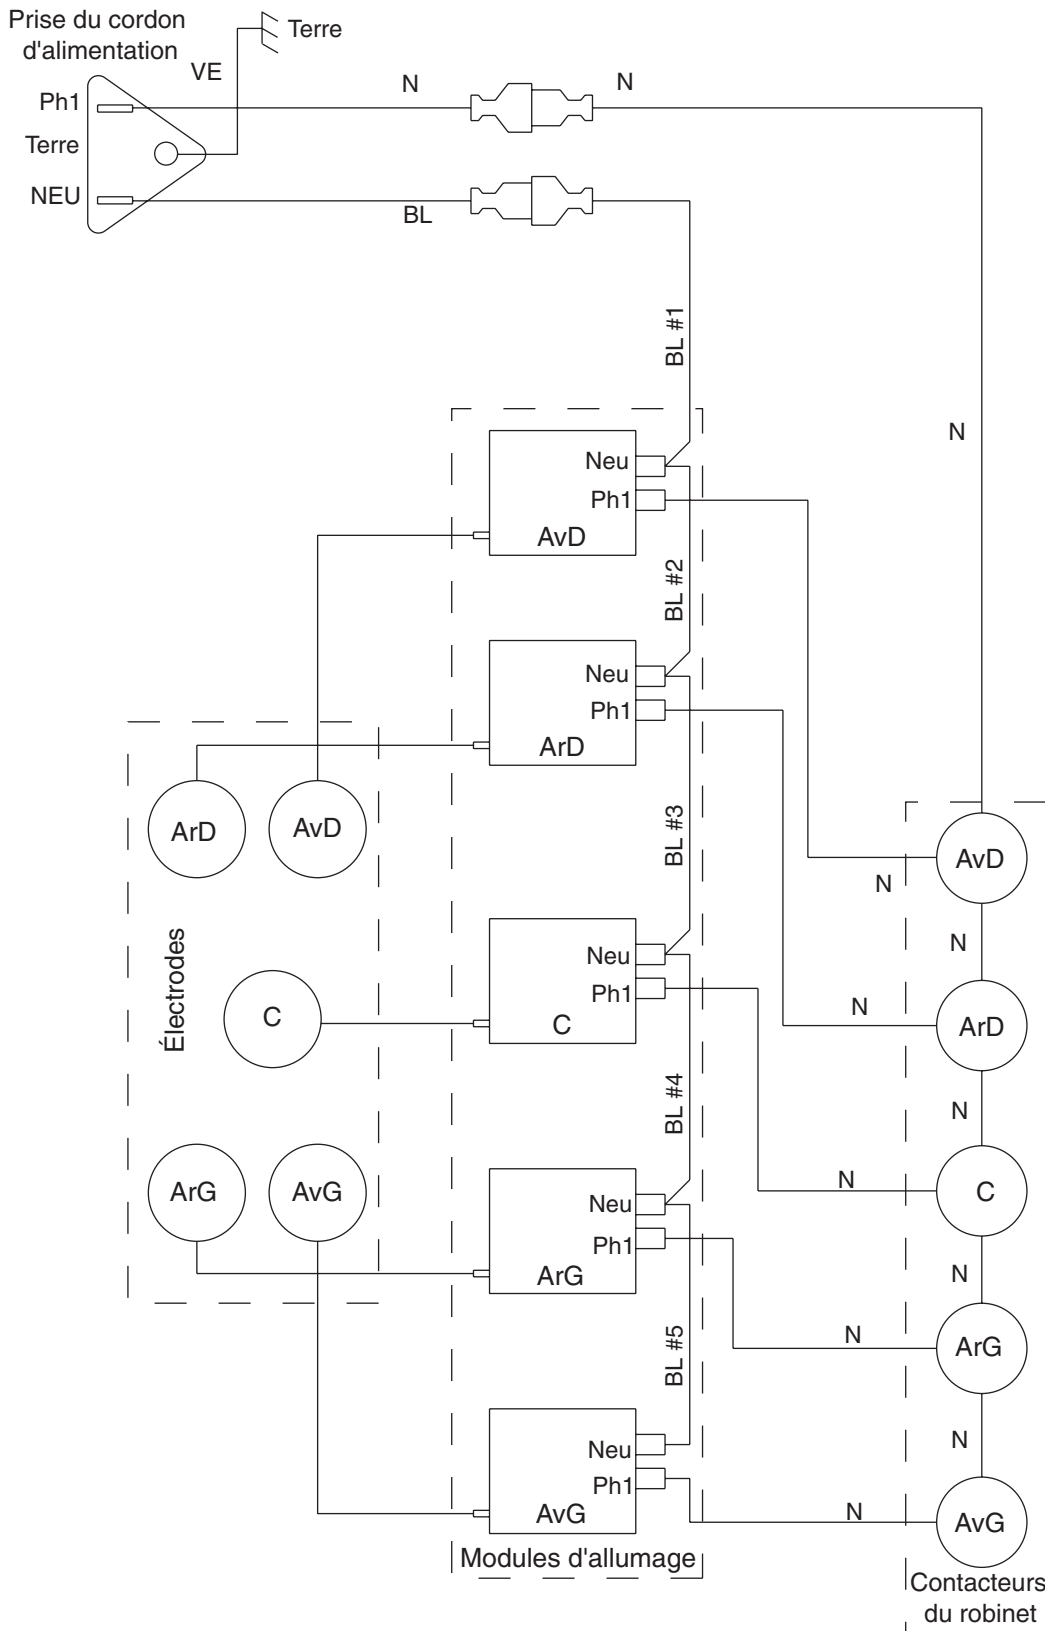 Prise du cordon
d'alimentation
Terre
VE
Ph1
N
N
Terre
NEU
BL
BL #1
N
Neu
Ph1
AvD
BL #2
Neu
Ph1
ArD
ArD
AvD
BL #3
AvD
N
N
Électrodes
C
Neu
Ph1
C
N
ArD
BL #4
N
ArG
AvG
Neu
Ph1
ArG
N
C
N
BL #5
N
ArG
Neu
Ph1
AvG
N
N
AvG
Modules d'allumage
Contacteurs
du robinet